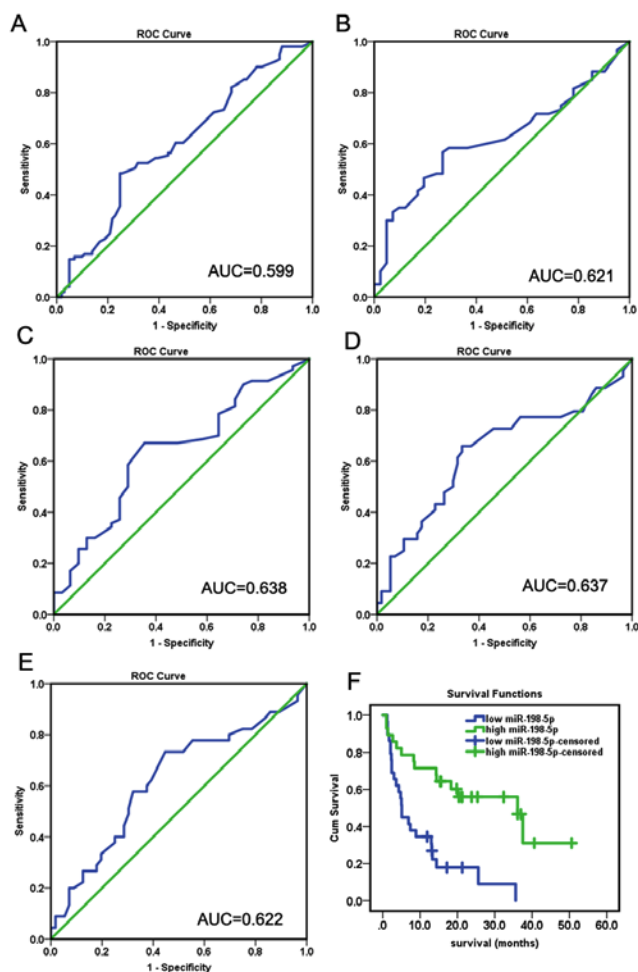 A
ROC Curve
1.0
0.8
0.6
0.4
0.2
0.0
Sensitivity
AUC=0.599
0.0 0.2 0.4 0.6 0.8 1.0
1 - Specificity
B
ROC Curve
1.0
0.8
0.6
0.4
0.2
0.0
Sensitivity
AUC=0.621
0.0 0.2 0.4 0.6 0.8 1.0
1 - Specificity
C
ROC Curve
1.0
0.8
0.6
0.4
0.2
0.0
Sensitivity
AUC=0.638
0.0 0.2 0.4 0.6 0.8 1.0
1 - Specificity
D
ROC Curve
1.0
0.8
0.6
0.4
0.2
0.0
Sensitivity
AUC=0.637
0.0 0.2 0.4 0.6 0.8 1.0
1 - Specificity
E
ROC Curve
1.0
0.8
0.6
0.4
0.2
0.0
Sensitivity
AUC=0.622
0.0 0.2 0.4 0.6 0.8 1.0
1 - Specificity
F
Survival Functions
low miR-198-5p
high miR-198-5p
low miR-198-5p-censored
high miR-198-5p-censored
1.0
0.8
0.6
0.4
0.2
0.0
Cum Survival
.0 10.0 20.0 30.0 40.0 50.0 60.0
survival (months)